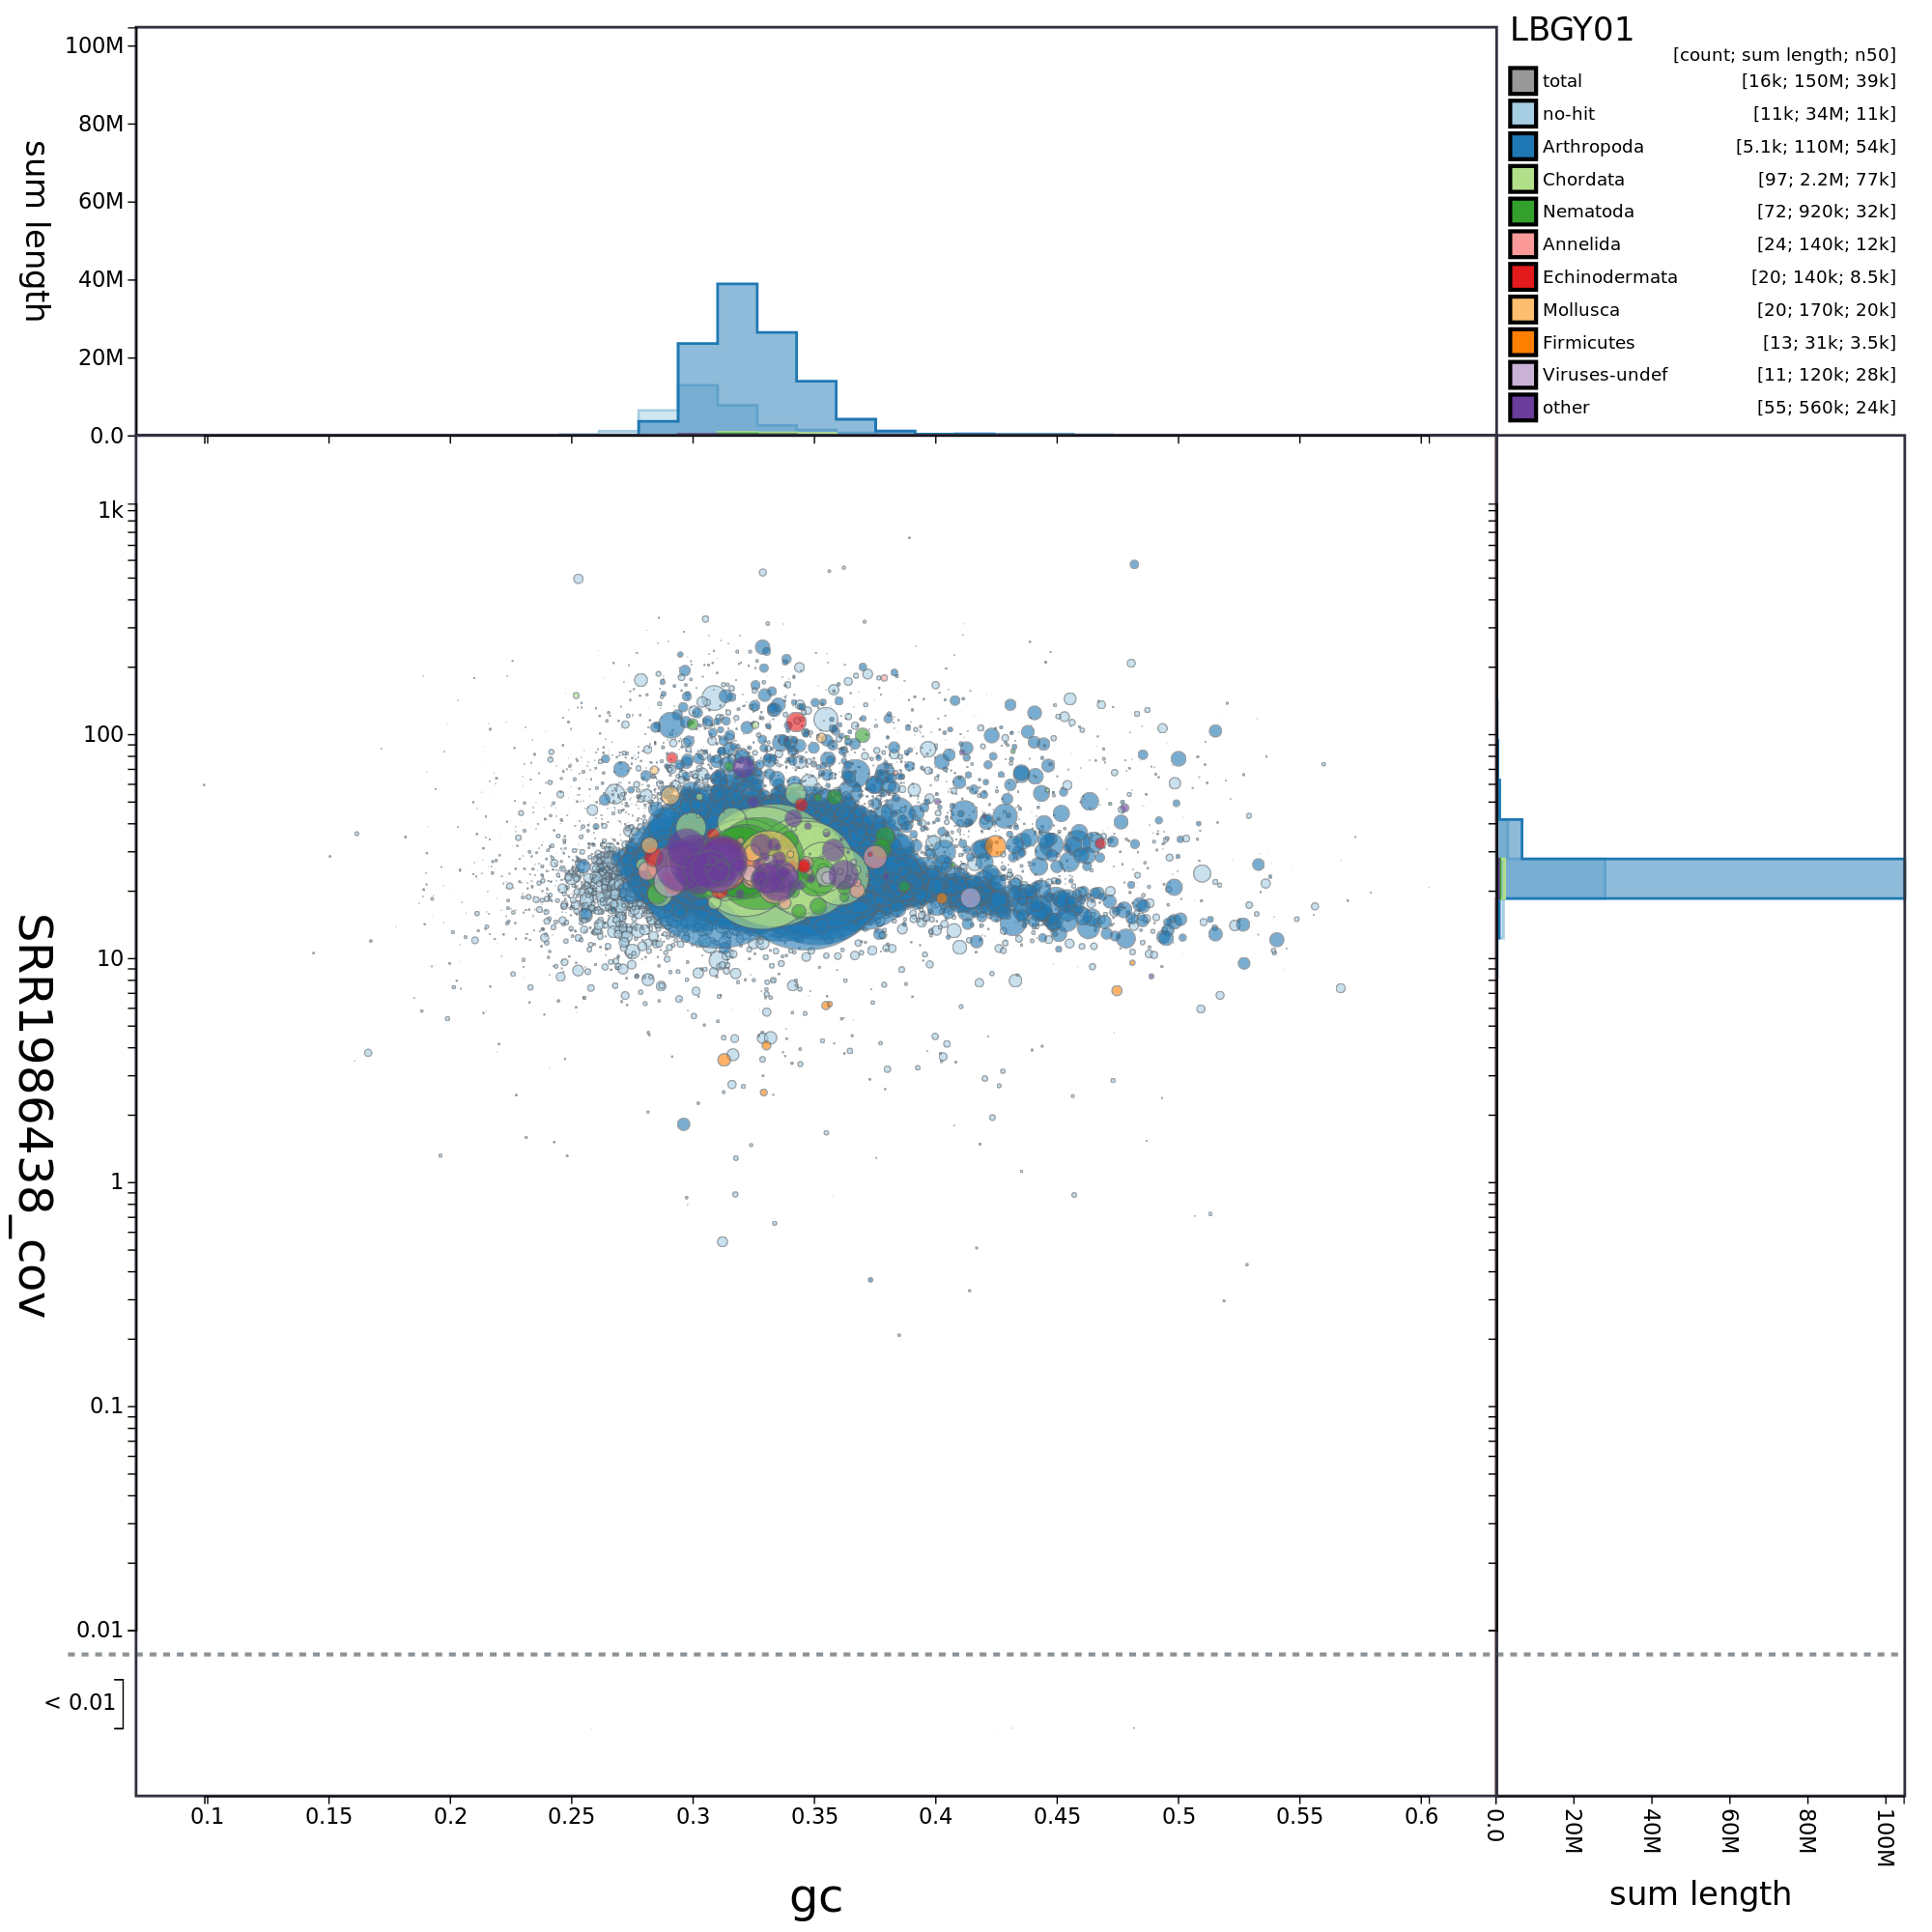 LBGY01
[count; sum length; n50]
total [16k; 150M; 39k]
no-hit [11k; 34M; 11k]
Arthropoda [5.1k; 110M; 54k]
Chordata [97; 2.2M; 77k]
Nematoda [72; 920k; 32k]
Annelida [24; 140k; 12k]
Echinodermata [20; 140k; 8.5k]
Mollusca [20; 170k; 20k]
Firmicutes [13; 31k; 3.5k]
Viruses-undef [11; 120k; 28k]
other [55; 560k; 24k]
sum length
100M
80M
60M
40M
20M
0.0
SRR1986438_cov
1k
100
10
1
0.1
0.01
< 0.01
0.1 0.15 0.2 0.25 0.3 0.35 0.4 0.45 0.5 0.55 0.6
gc
0.0 20M 40M 60M 80M 100M
sum length